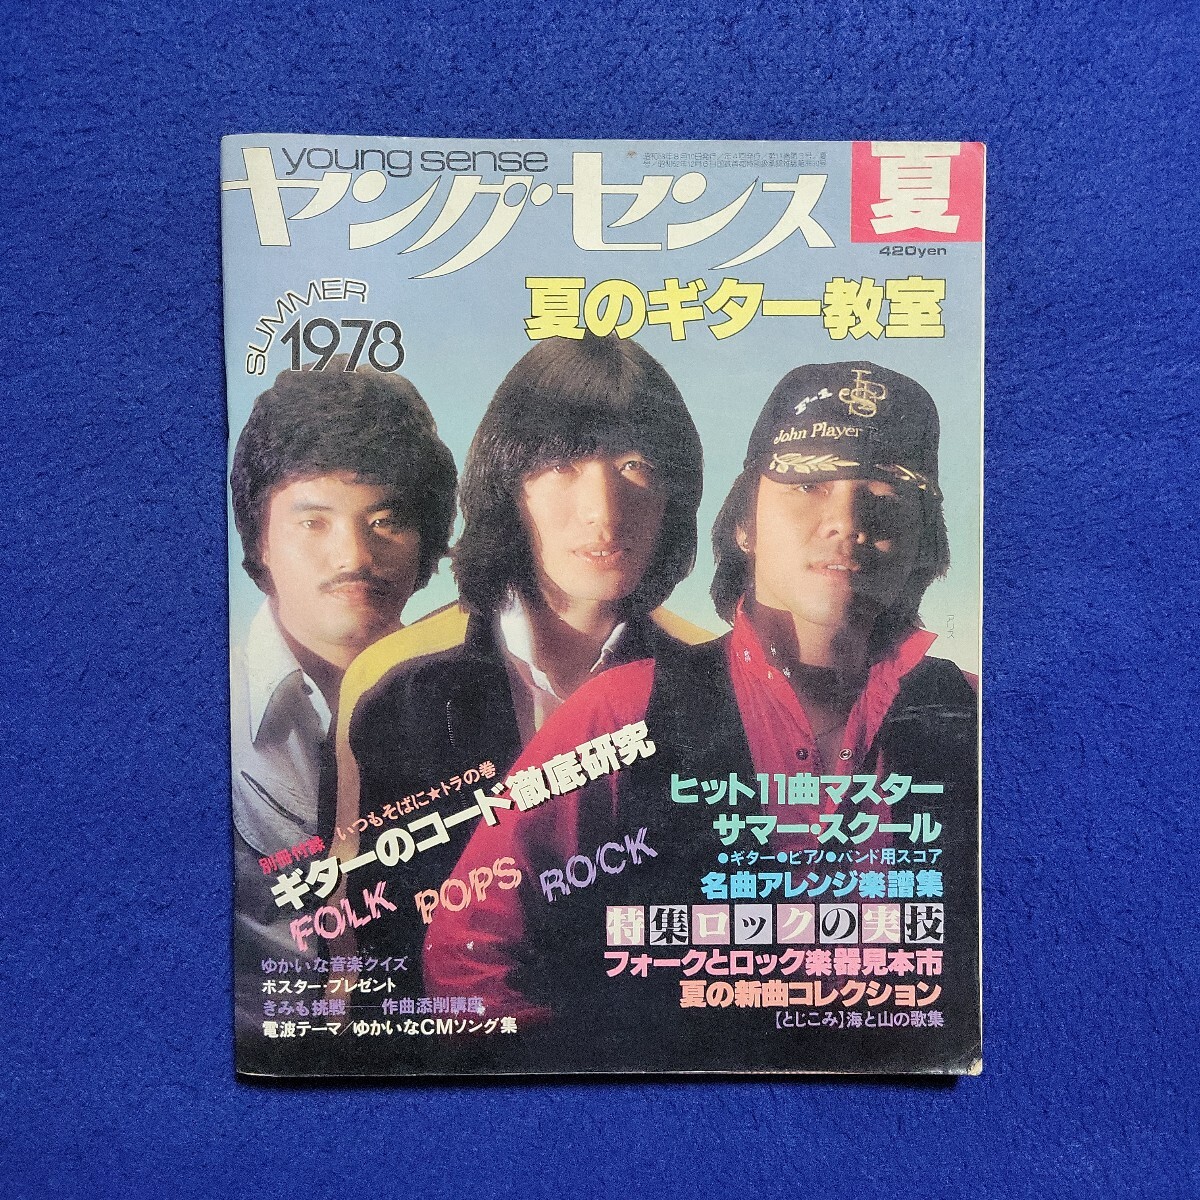 young sense
ヤング・センス
夏
420yen
SUMMER
1978
夏のギター教室
F-1
JPS
John Player
アリス
いつもそばに★トラの巻
別冊付録
ギターのコード徹底研究
FOLK POPS ROCK
ヒット11曲マスター
サマー・スクール
●ギター●ピアノ●バンド用スコア
名曲アレンジ楽譜集
特集ロックの実技
フォークとロック楽器見本市
夏の新曲コレクション
【とじこみ】海と山の歌集
ゆかいな音楽クイズ
ポスター・プレゼント
きみも挑戦――作曲添削講座
電波テーマ/ゆかいなCMソング集